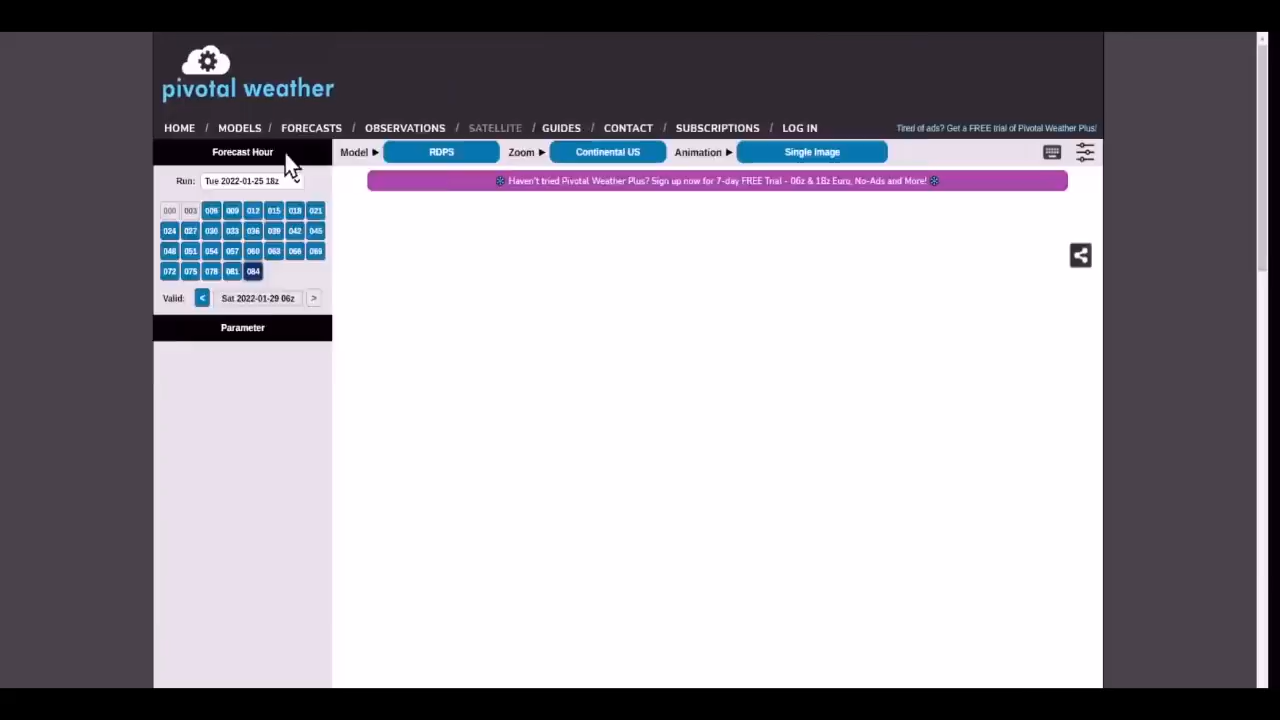 pivotal weather
HOME / MODELS / FORECASTS / OBSERVATIONS / SATELLITE / GUIDES / CONTACT / SUBSCRIPTIONS / LOG IN
Tired of ads? Get a FREE trial of Pivotal Weather Plus!
Forecast Hour
Model ▶ RDPS Zoom ▶ Continental US Animation ▶ Single Image
Run: Tue 2022-01-25 18z
Haven't tried Pivotal Weather Plus? Sign up now for 7-day FREE Trial - 06z & 18z Euro, No-Ads and More!
000 003 006 009 012 015 018 021
024 027 030 033 036 039 042 045
048 051 054 057 060 063 066 069
072 075 078 081 084
Valid: < Sat 2022-01-29 06z >
Parameter